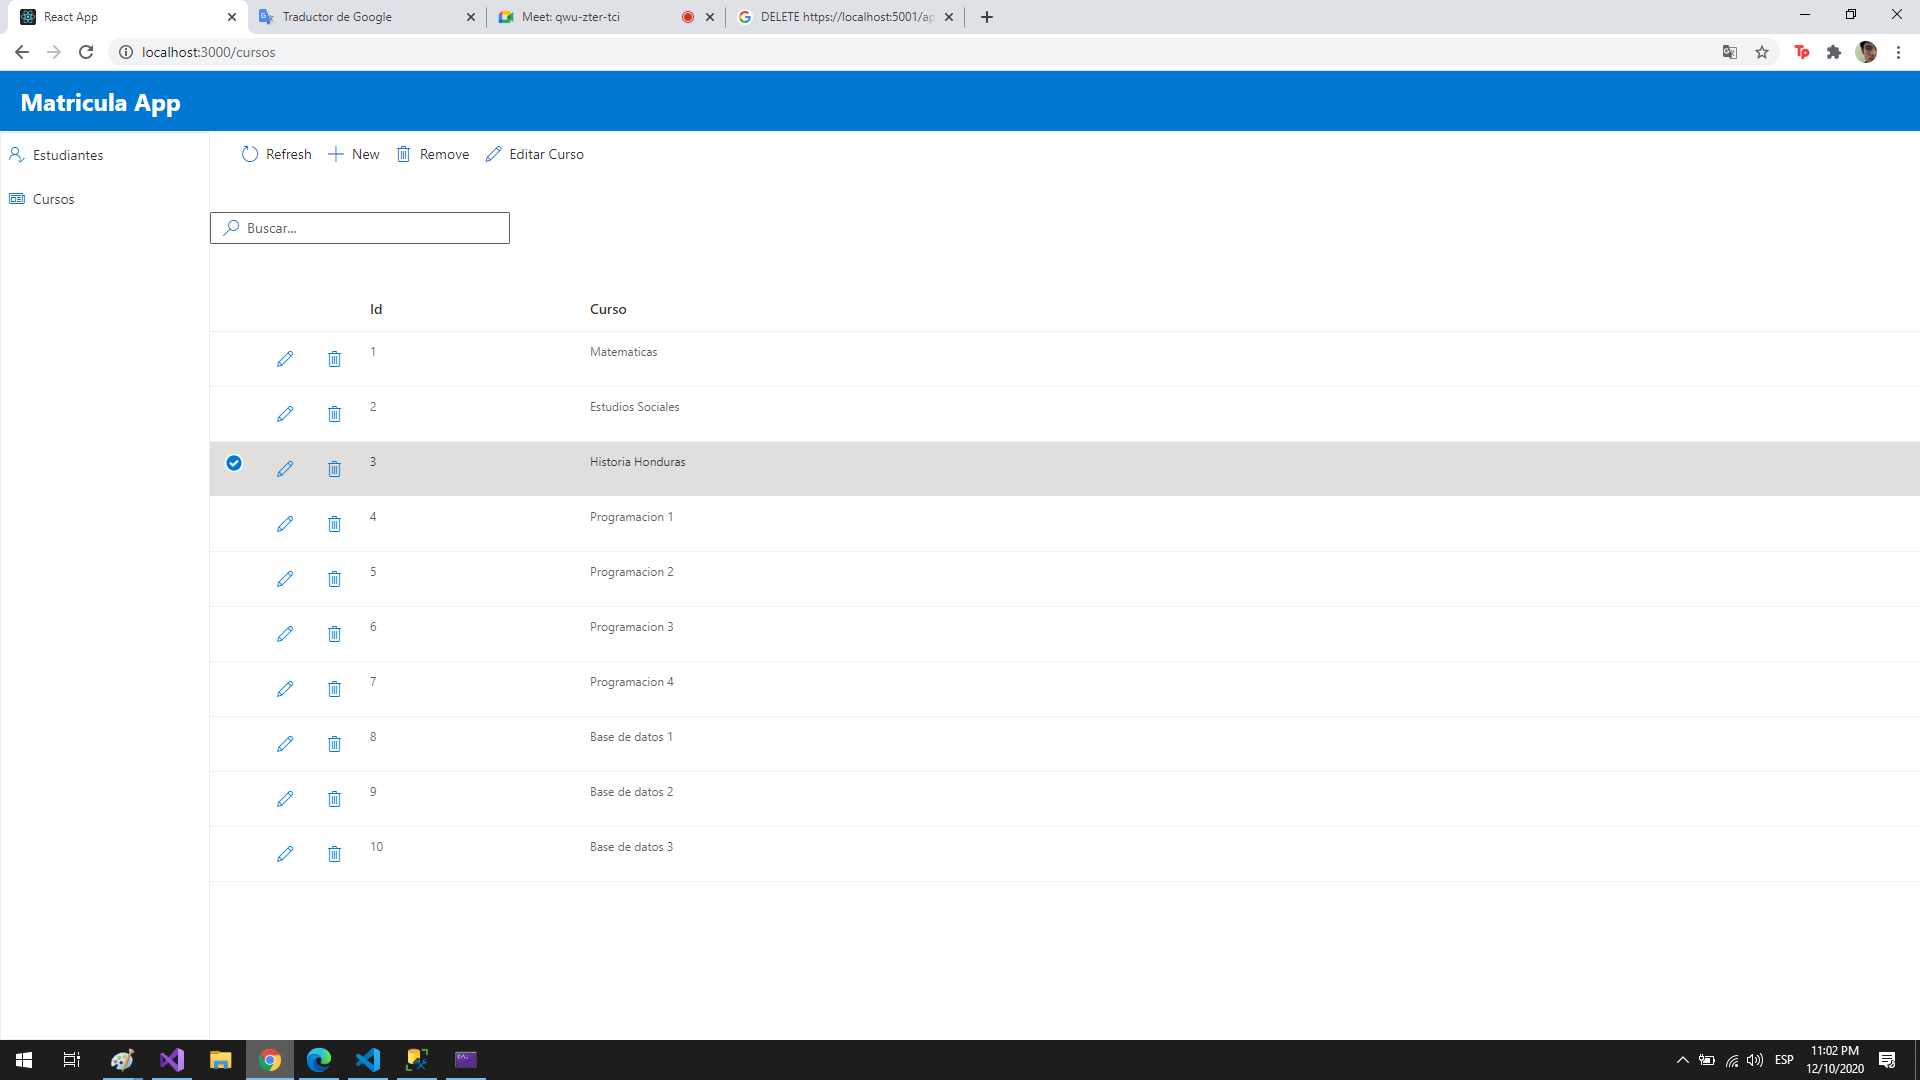 React App
Traductor de Google
Meet: qwu-zter-tci
DELETE https://localhost:5001/ap
localhost:3000/cursos
Matricula App
Estudiantes
Cursos
Refresh New Remove Editar Curso
Buscar...
Id Curso
1 Matematicas
2 Estudios Sociales
3 Historia Honduras
4 Programacion 1
5 Programacion 2
6 Programacion 3
7 Programacion 4
8 Base de datos 1
9 Base de datos 2
10 Base de datos 3
ESP
11:02 PM
12/10/2020